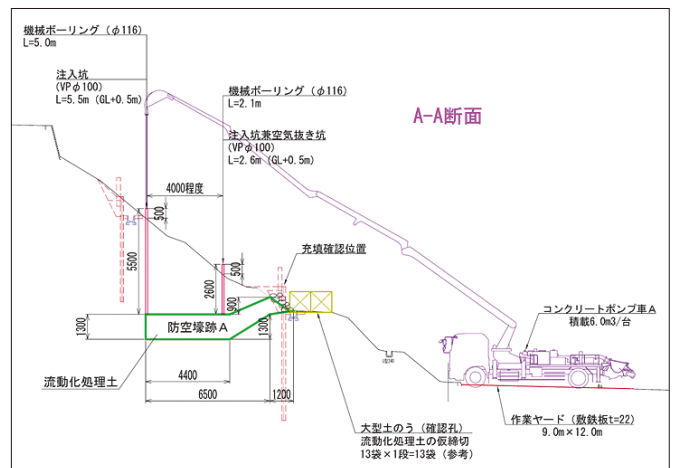 機械ボーリング（φ116）
L=5.0m
注入坑
(VPφ100)
L=5.5m (GL+0.5m)
機械ボーリング（φ116）
L=2.1m
注入坑兼空気抜き坑
(VPφ100)
L=2.6m (GL+0.5m)
A-A断面
4000程度
500
5500
500
2600
900
充填確認位置
コンクリートポンプ車A
積載6.0m3/台
1300
防空壕跡A
1300
流動化処理土
4400
6500
1200
大型土のう（確認孔）
流動化処理土の仮締切
13袋×1段=13袋（参考）
作業ヤード（敷鉄板t=22）
9.0m×12.0m